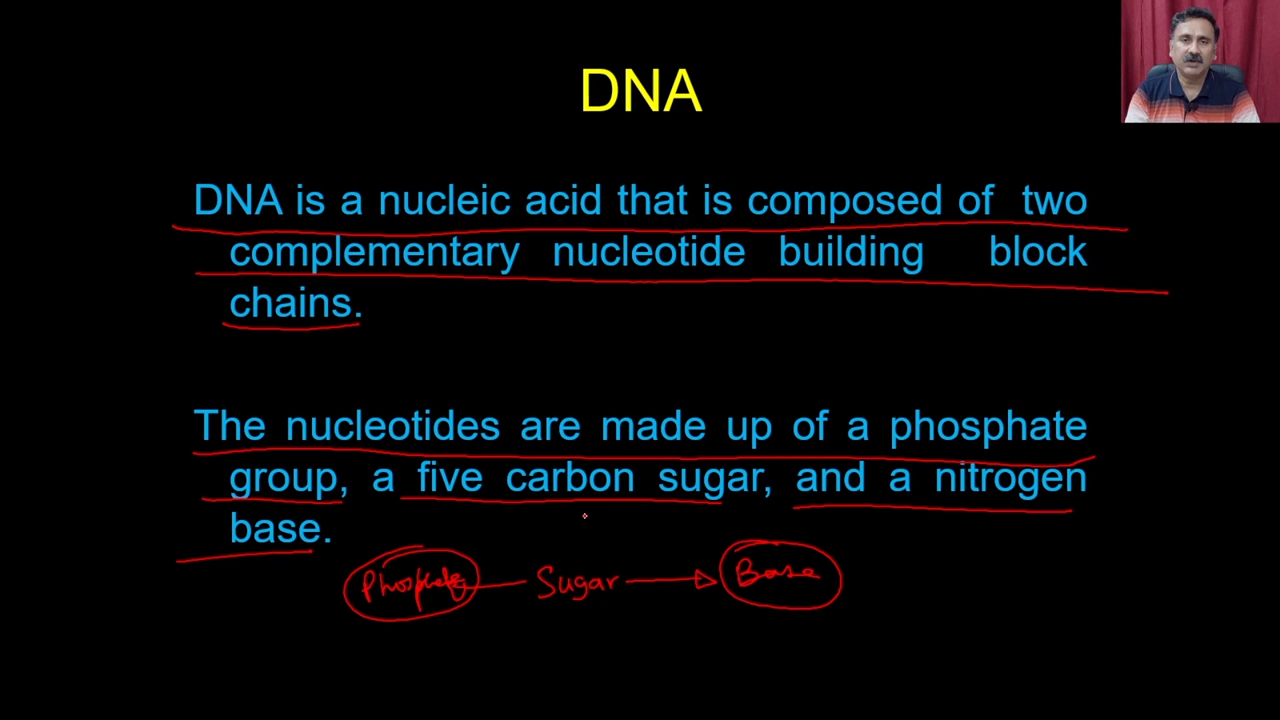 DNA
DNA is a nucleic acid that is composed of two
complementary nucleotide building block
chains.
The nucleotides are made up of a phosphate
group, a five carbon sugar, and a nitrogen
base.
Phosphate Sugar Base